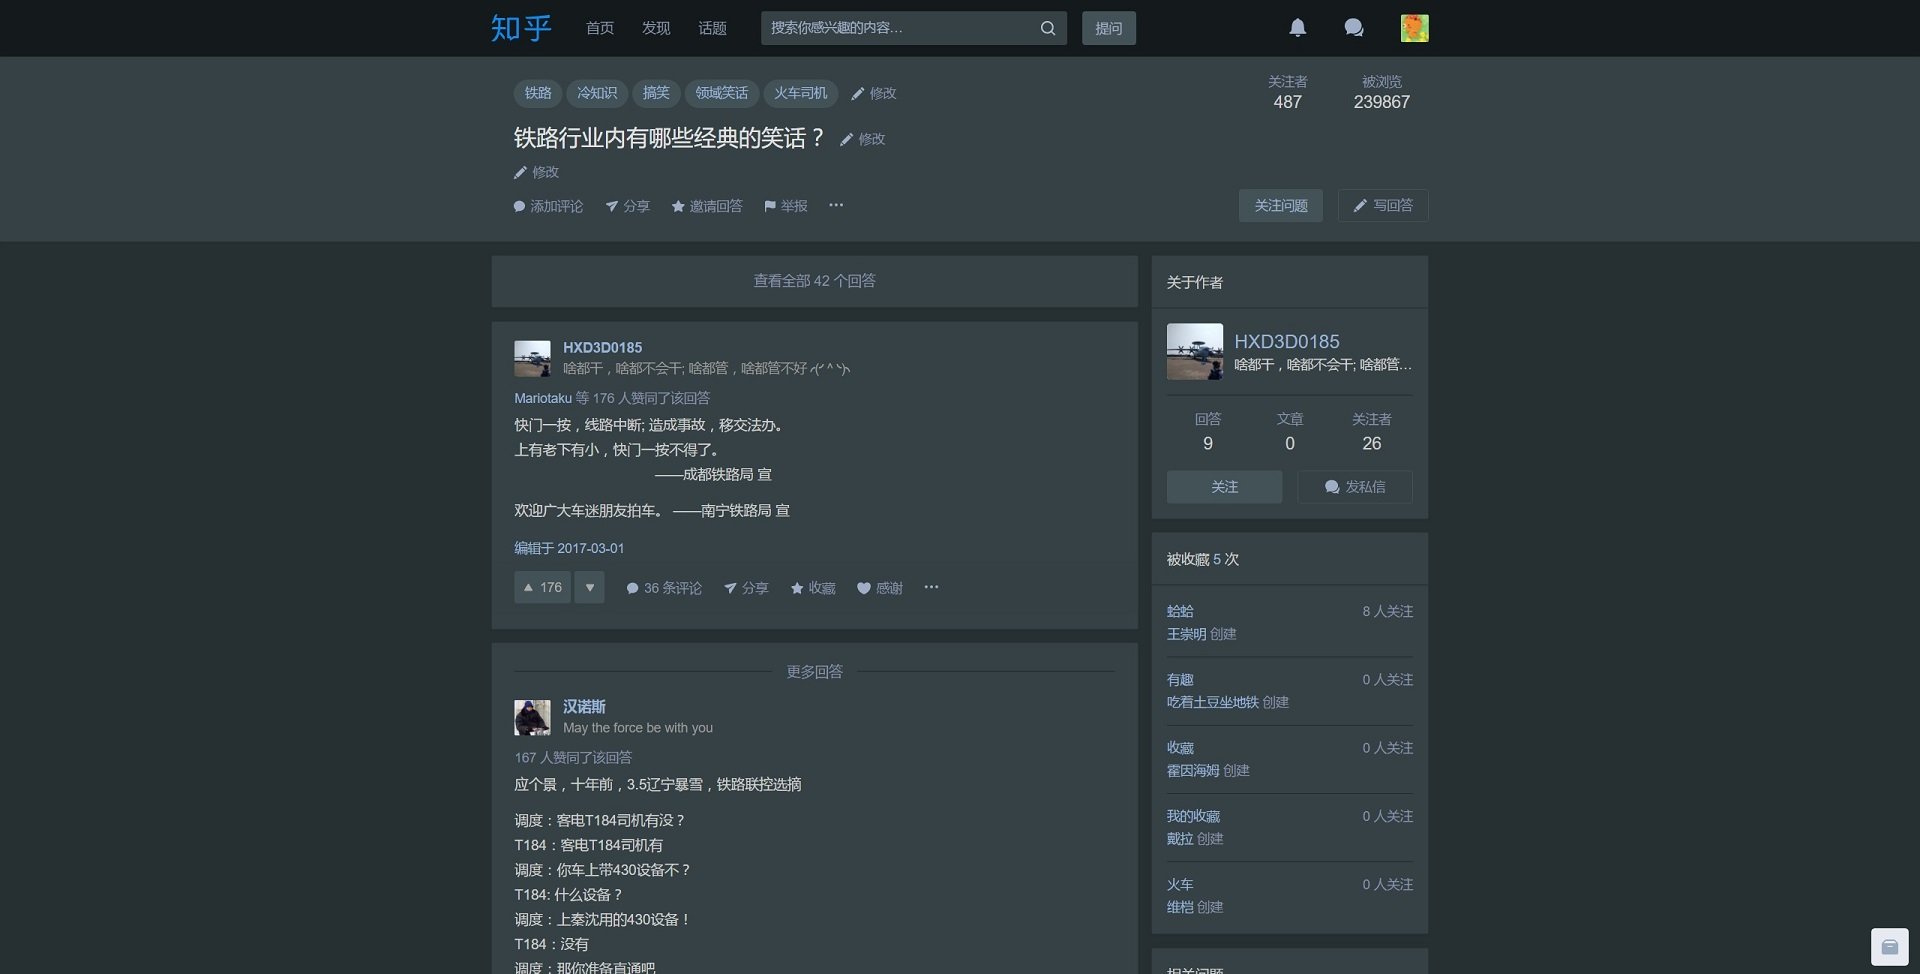 知乎 首页 发现 话题 搜索你感兴趣的内容... 提问
铁路 冷知识 搞笑 领域笑话 火车司机 修改
关注者 被浏览
487 239867
铁路行业内有哪些经典的笑话？ 修改
修改
添加评论 分享 邀请回答 举报 ···
关注问题 写回答
查看全部 42 个回答
HXD3D0185
啥都干，啥都不会干; 啥都管，啥都管不好
Mariotaku 等 176 人赞同了该回答
快门一按，线路中断; 造成事故，移交法办。
上有老下有小，快门一按不得了。
——成都铁路局 宣
欢迎广大车迷朋友拍车。 ——南宁铁路局 宣
编辑于 2017-03-01
176 36 条评论 分享 收藏 感谢 ···
更多回答
汉诺斯
May the force be with you
167 人赞同了该回答
应个景，十年前，3.5辽宁暴雪，铁路联控选摘
调度：客电T184司机有没？
T184：客电T184司机有
调度：你车上带430设备不？
T184: 什么设备？
调度：上秦沈用的430设备！
T184：没有
调度：那你准备直通吧
关于作者
HXD3D0185
啥都干，啥都不会干; 啥都管...
回答 文章 关注者
9 0 26
关注 发私信
被收藏 5 次
蛤蛤 8 人关注
王崇明 创建
有趣 0 人关注
吃着土豆坐地铁 创建
收藏 0 人关注
霍因海姆 创建
我的收藏 0 人关注
戴拉 创建
火车 0 人关注
维桤 创建
相关问题